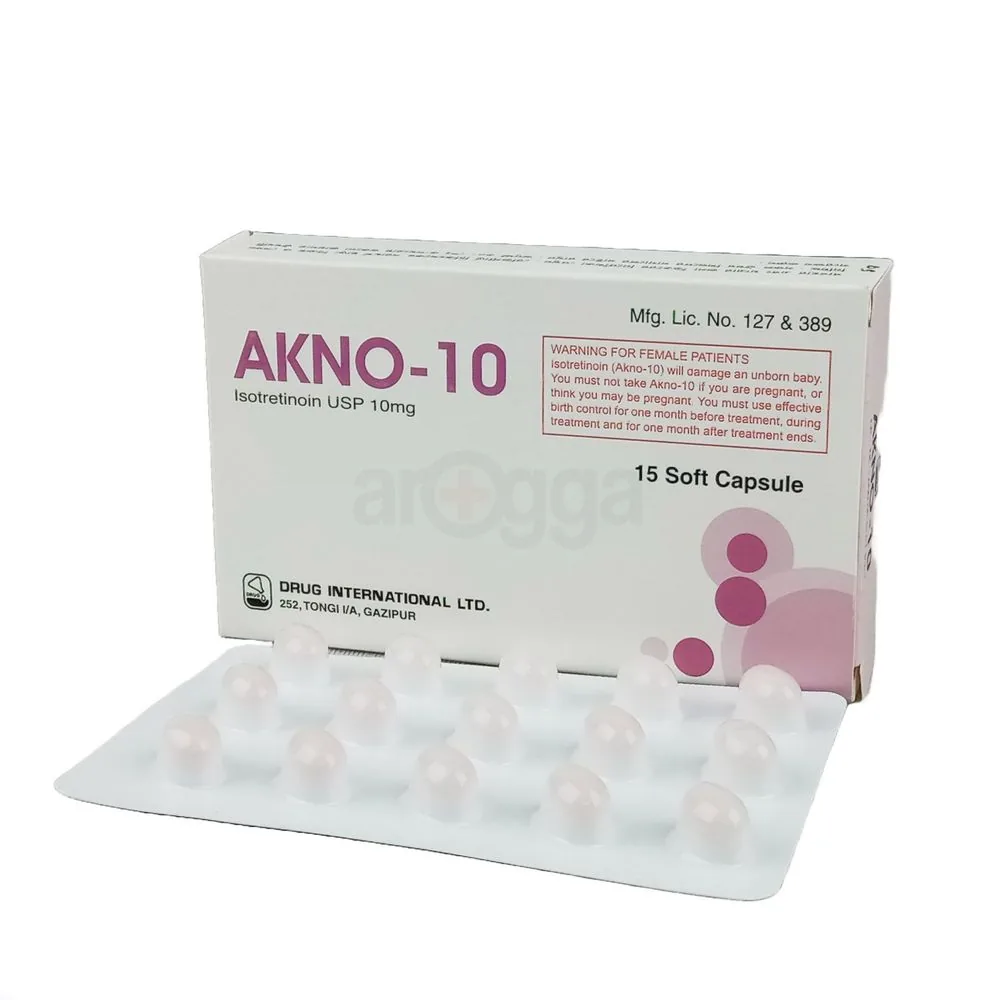 Mfg. Lic. No. 127 & 389
AKNO-10
Isotretinoin USP 10mg
WARNING FOR FEMALE PATIENTS
isotretinoin (Akno-10) will damage an unborn baby.
You must not take Akno-10 if you are pregnant, or
think you may be pregnant. You must use effective
birth control for one month before treatment, during
treatment and for one month after treatment ends.
15 Soft Capsule
arogga
DRUG INTERNATIONAL LTD.
252, TONGI I/A, GAZIPUR